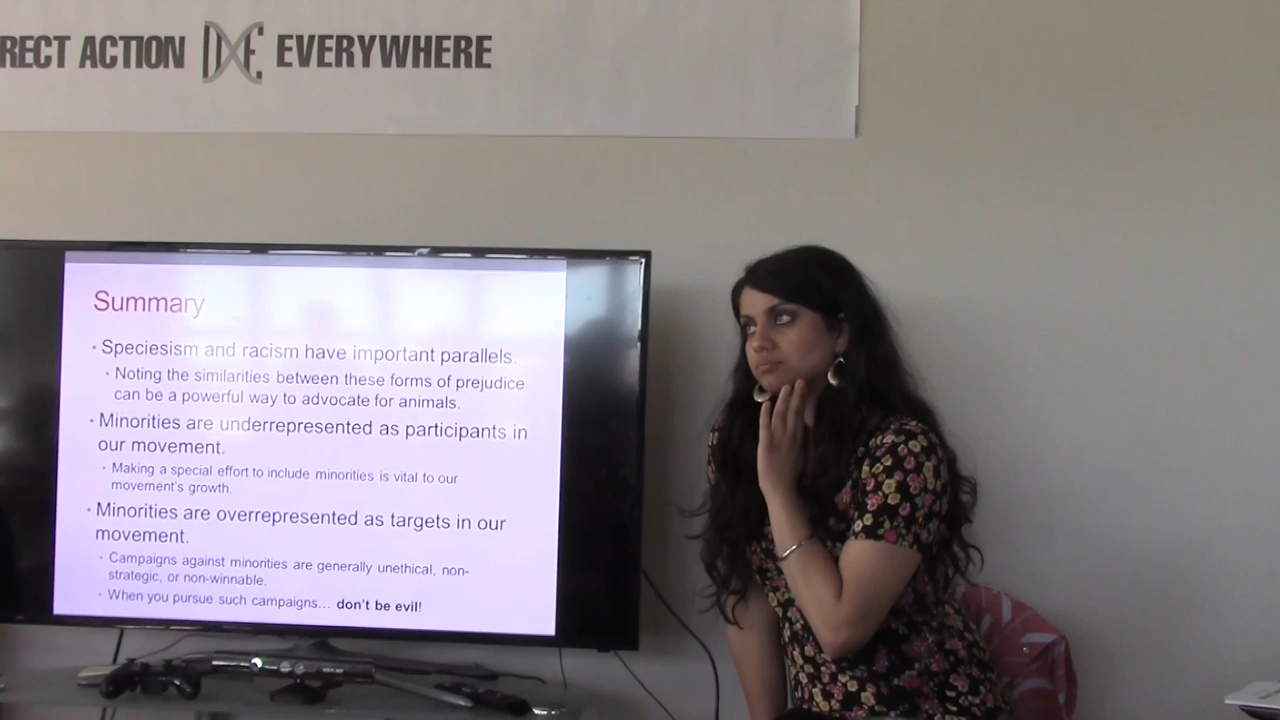 RECT ACTION DXE EVERYWHERE
Summary
• Speciesism and racism have important parallels.
• Noting the similarities between these forms of prejudice
can be a powerful way to advocate for animals.
• Minorities are underrepresented as participants in
our movement.
• Making a special effort to include minorities is vital to our
movement's growth.
• Minorities are overrepresented as targets in our
movement.
• Campaigns against minorities are generally unethical, non-
strategic, or non-winnable.
• When you pursue such campaigns... don't be evil!